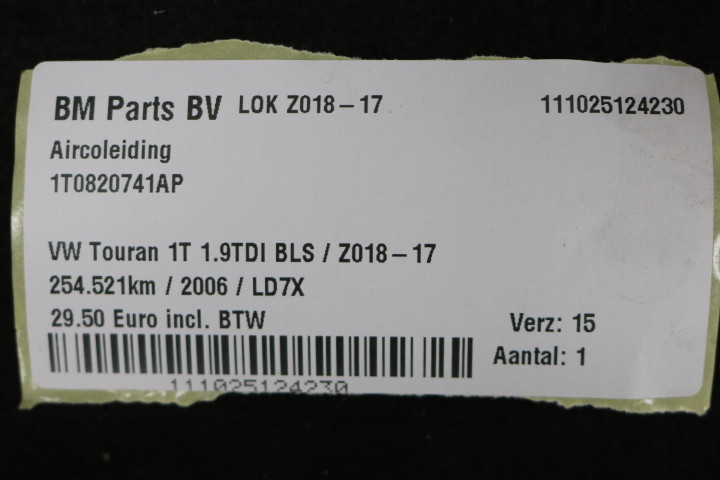 BM Parts BV LOK Z018-17 111025124230
Aircoleiding
1T0820741AP
VW Touran 1T 1.9TDI BLS / Z018-17
254.521km / 2006 / LD7X
29.50 Euro incl. BTW
Verz: 15
Aantal: 1
111025124230